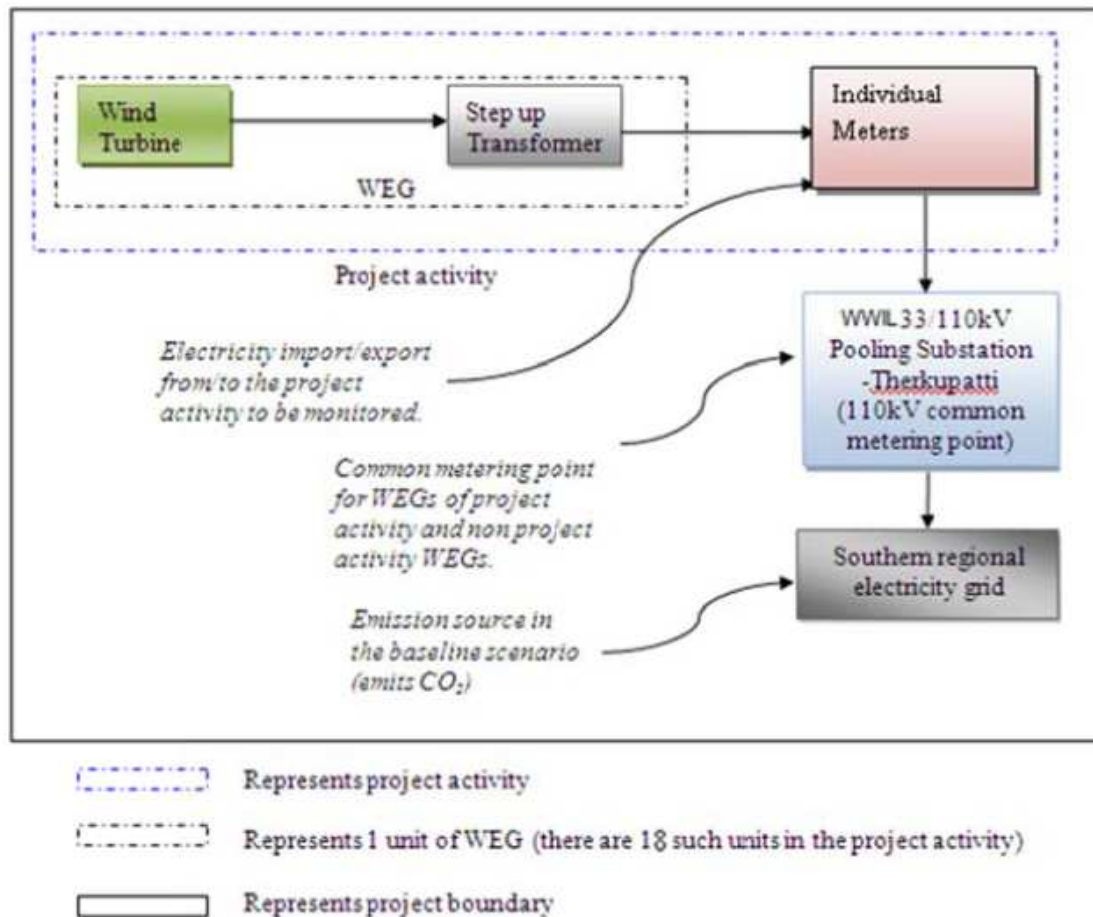 Wind
Turbine
Step up
Transformer
Individual
Meters
WEG
Project activity
Electricity import/export
from/to the project
activity to be monitored.
WWIL 33/110kV
Pooling Substation
-Therkupatti
(110kV common
metering point)
Common metering point
for WEGs of project
activity and non project
activity WEGs.
Southern regional
electricity grid
Emission source in
the baseline scenario
(emits CO₂)
Represents project activity
Represents 1 unit of WEG (there are 18 such units in the project activity)
Represents project boundary